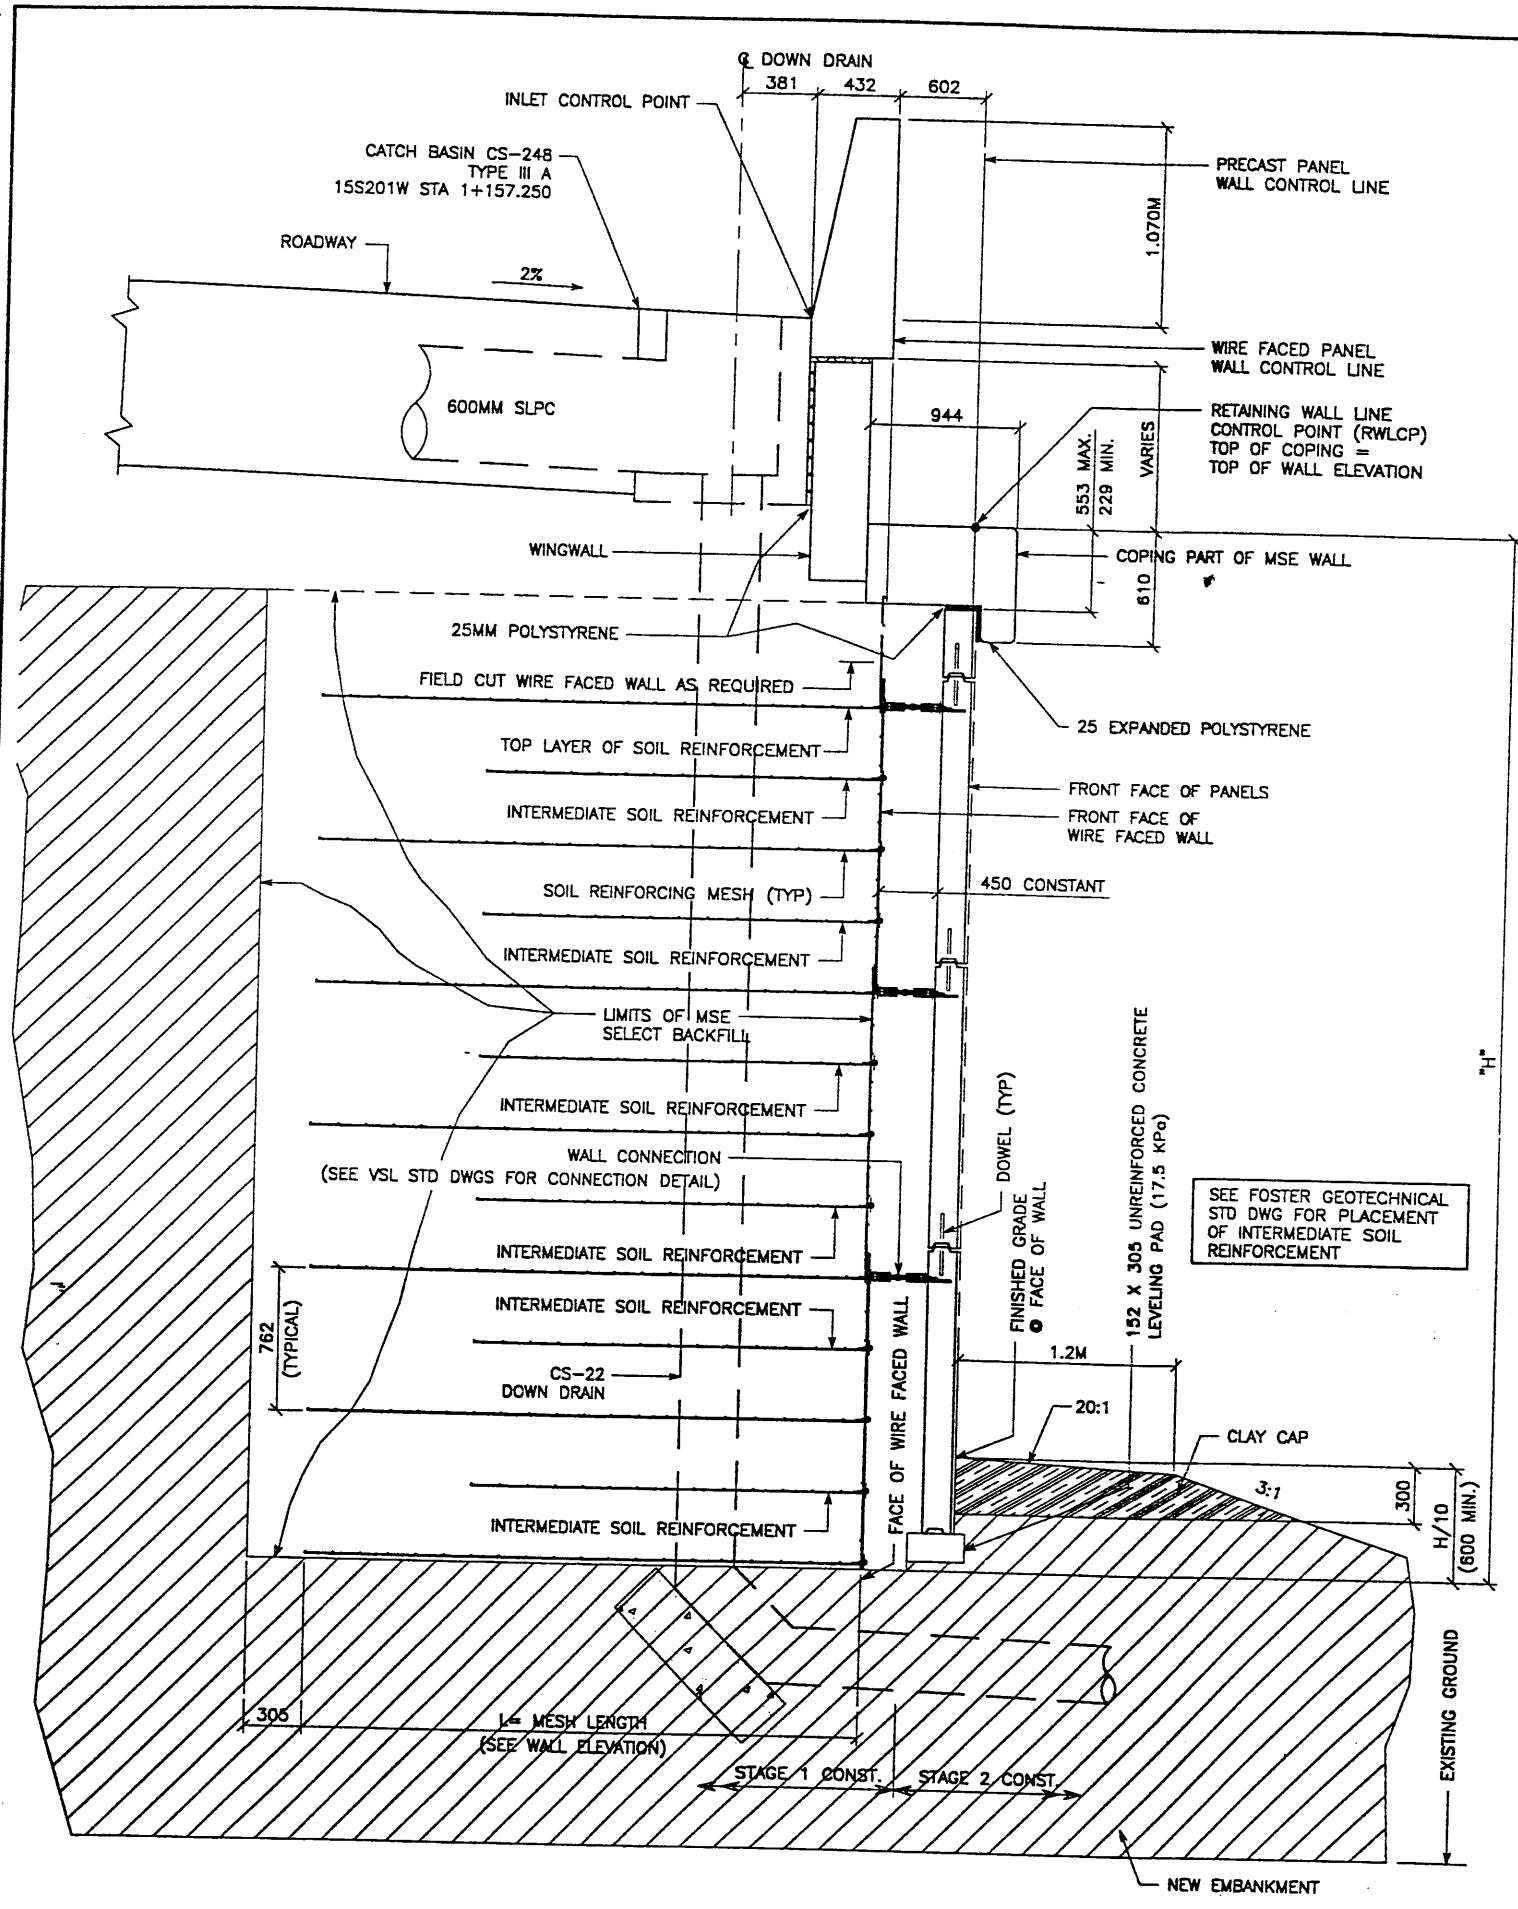 ℄ DOWN DRAIN
381
432
602
INLET CONTROL POINT
CATCH BASIN CS-248
TYPE III A
15S201W STA 1+157.250
PRECAST PANEL
WALL CONTROL LINE
1.070M
ROADWAY
2%
WIRE FACED PANEL
WALL CONTROL LINE
600MM SLPC
944
RETAINING WALL LINE
CONTROL POINT (RWLCP)
TOP OF COPING =
TOP OF WALL ELEVATION
553 MAX.
229 MIN.
VARIES
WINGWALL
COPING PART OF MSE WALL
610
25MM POLYSTYRENE
FIELD CUT WIRE FACED WALL AS REQUIRED
25 EXPANDED POLYSTYRENE
TOP LAYER OF SOIL REINFORCEMENT
FRONT FACE OF PANELS
INTERMEDIATE SOIL REINFORCEMENT
FRONT FACE OF
WIRE FACED WALL
SOIL REINFORCING MESH (TYP)
450 CONSTANT
INTERMEDIATE SOIL REINFORCEMENT
LIMITS OF MSE
SELECT BACKFILL
"H"
INTERMEDIATE SOIL REINFORCEMENT
DOWEL (TYP)
WALL CONNECTION
(SEE VSL STD DWGS FOR CONNECTION DETAIL)
FINISHED GRADE
@ FACE OF WALL
152 X 305 UNREINFORCED CONCRETE
LEVELING PAD (17.5 KPa)
SEE FOSTER GEOTECHNICAL
STD DWG FOR PLACEMENT
OF INTERMEDIATE SOIL
REINFORCEMENT
INTERMEDIATE SOIL REINFORCEMENT
INTERMEDIATE SOIL REINFORCEMENT
762
(TYPICAL)
1.2M
CS-22
DOWN DRAIN
FACE OF WIRE FACED WALL
20:1
CLAY CAP
3:1
300
H/10
(600 MIN.)
INTERMEDIATE SOIL REINFORCEMENT
305
L= MESH LENGTH
(SEE WALL ELEVATION)
STAGE 1 CONST.
STAGE 2 CONST.
EXISTING GROUND
NEW EMBANKMENT